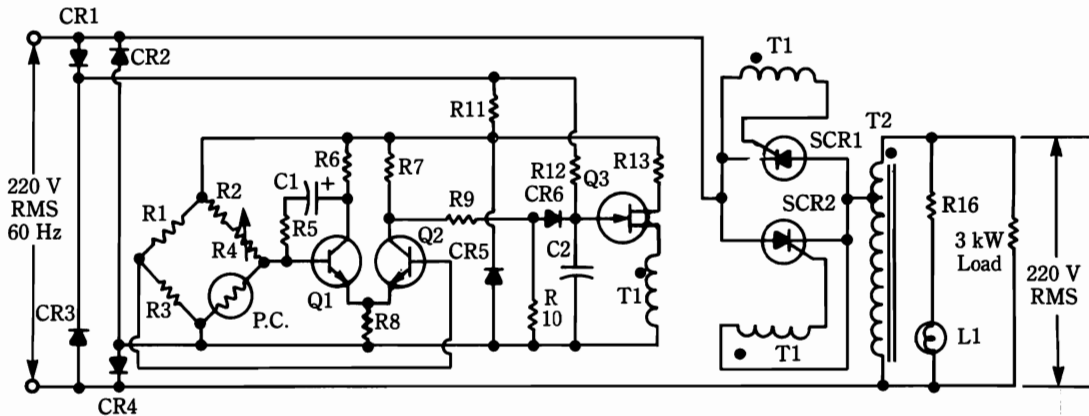 CR1
CR2
T1
R11
T2
SCR1
R6
R7
R12
R13
Q3
C1
+
R2
CR6
SCR2
220 V
RMS
60 Hz
R1
R5
R9
R16
R4
Q2
CR5
C2
3 kW
Load
220 V
RMS
R3
Q1
T1
CR3
P.C.
R8
R
10
L1
T1
CR4